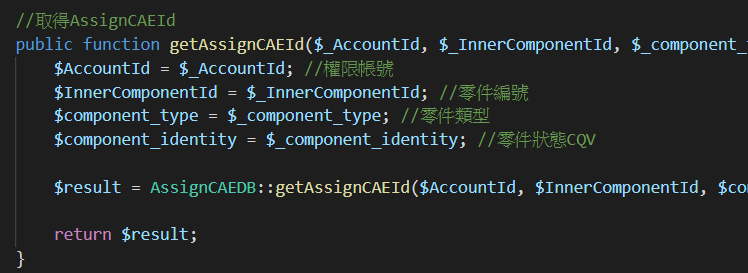 //取得AssignCAEId
public function getAssignCAEId($_AccountId, $_InnerComponentId, $_component_
$AccountId = $_AccountId; //權限帳號
$InnerComponentId = $_InnerComponentId; //零件編號
$component_type = $_component_type; //零件類型
$component_identity = $_component_identity; //零件狀態CQV
$result = AssignCAEDB::getAssignCAEId($AccountId, $InnerComponentId, $co
return $result;
}